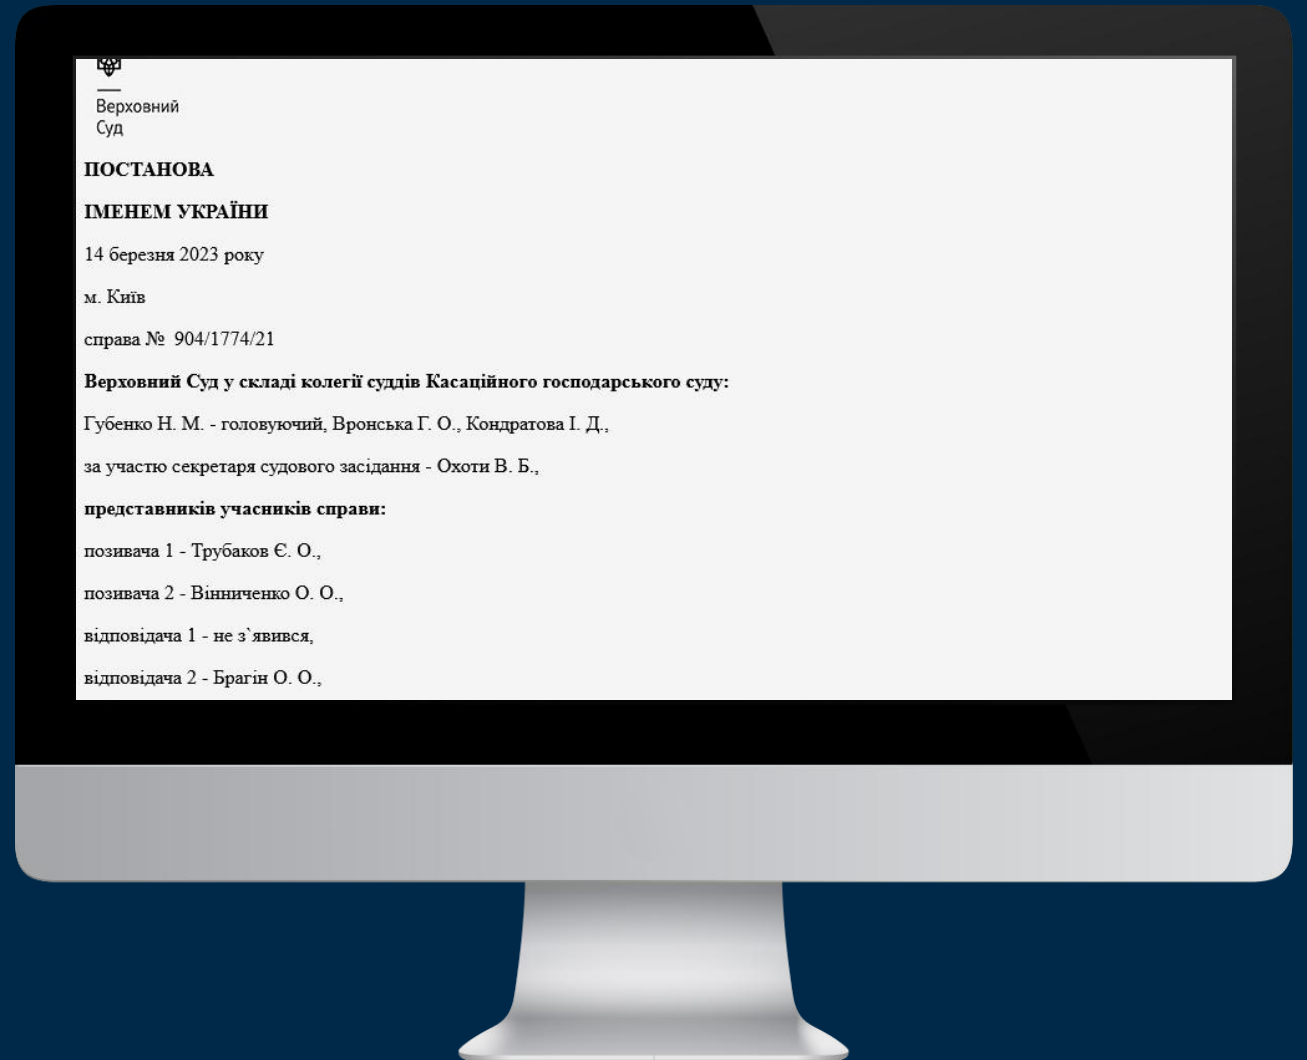 Верховний
Суд
ПОСТАНОВА
ІМЕНЕМ УКРАЇНИ
14 березня 2023 року
м. Київ
справа №  904/1774/21
Верховний Суд у складі колегії суддів Касаційного господарського суду:
Губенко Н. М. - головуючий, Вронська Г. О., Кондратова І. Д.,
за участю секретаря судового засідання - Охоти В. Б.,
представників учасників справи:
позивача 1 - Трубаков Є. О.,
позивача 2 - Вінниченко О. О.,
відповідача 1 - не з`явився,
відповідача 2 - Брагін О. О.,